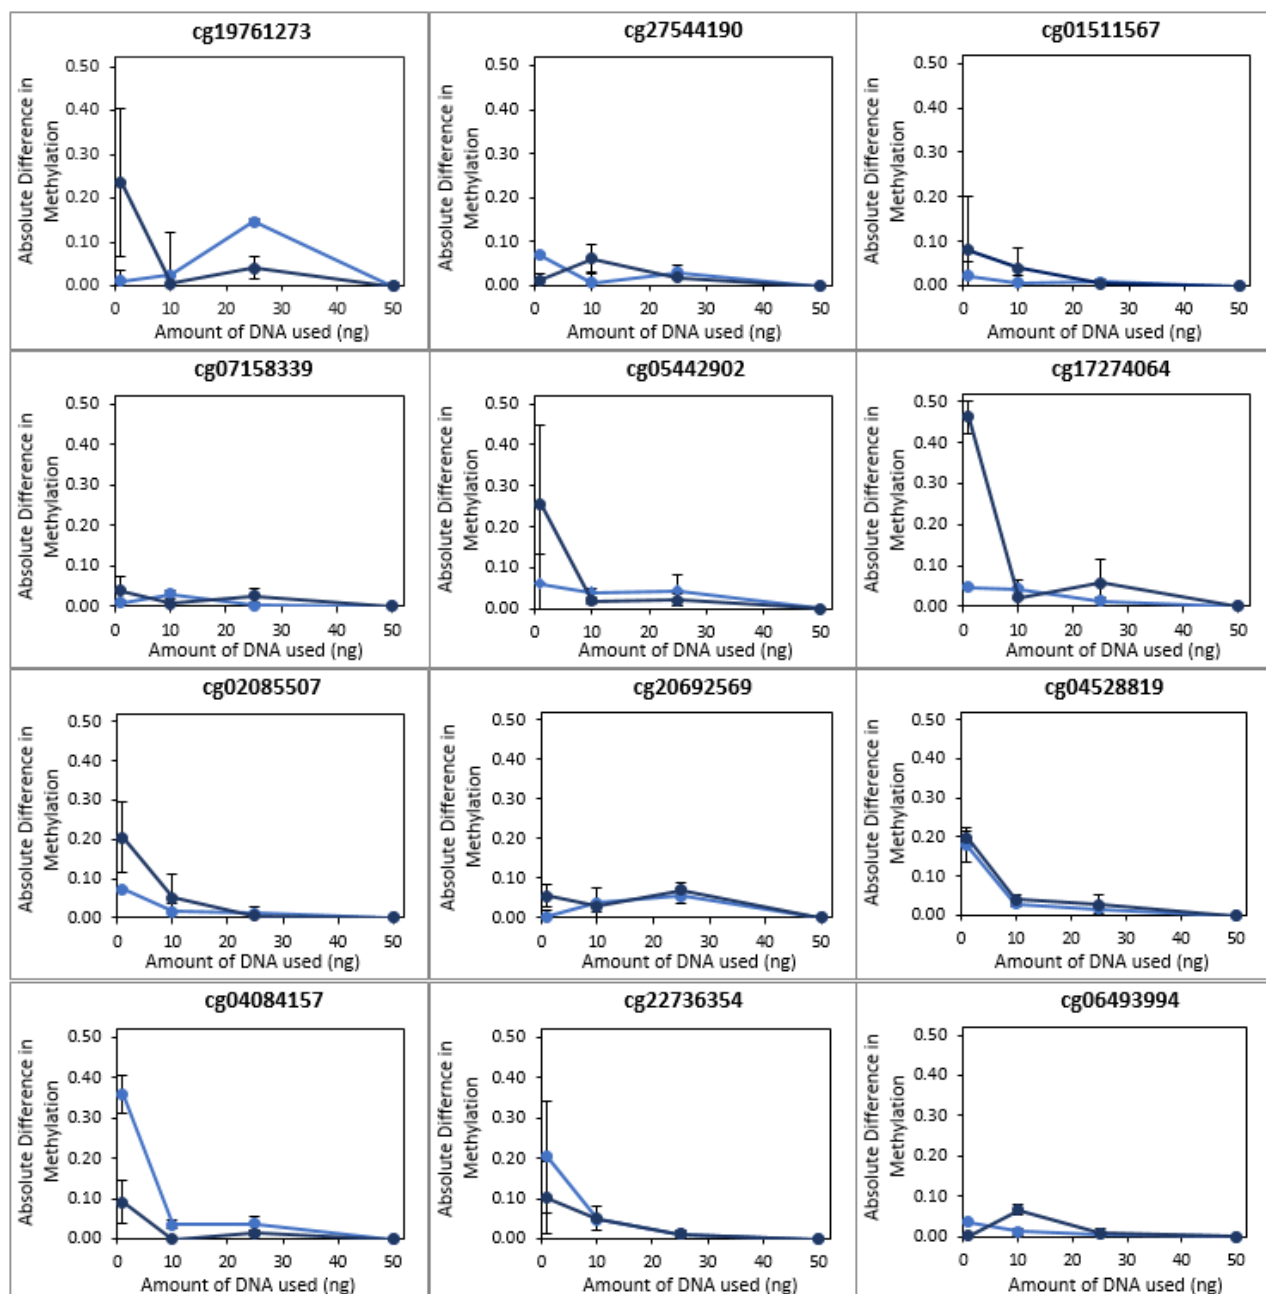 cg19761273
Absolute Difference in
Methylation
0.50
0.40
0.30
0.20
0.10
0.00
0 10 20 30 40 50
Amount of DNA used (ng)
cg27544190
Absolute Difference in
Methylation
0.50
0.40
0.30
0.20
0.10
0.00
0 10 20 30 40 50
Amount of DNA used (ng)
cg01511567
Absolute Difference in
Methylation
0.50
0.40
0.30
0.20
0.10
0.00
0 10 20 30 40 50
Amount of DNA used (ng)
cg07158339
Absolute Difference in
Methylation
0.50
0.40
0.30
0.20
0.10
0.00
0 10 20 30 40 50
Amount of DNA used (ng)
cg05442902
Absolute Difference in
Methylation
0.50
0.40
0.30
0.20
0.10
0.00
0 10 20 30 40 50
Amount of DNA used (ng)
cg17274064
Absolute Difference in
Methylation
0.50
0.40
0.30
0.20
0.10
0.00
0 10 20 30 40 50
Amount of DNA used (ng)
cg02085507
Absolute Difference in
Methylation
0.50
0.40
0.30
0.20
0.10
0.00
0 10 20 30 40 50
Amount of DNA used (ng)
cg20692569
Absolute Difference in
Methylation
0.50
0.40
0.30
0.20
0.10
0.00
0 10 20 30 40 50
Amount of DNA used (ng)
cg04528819
Absolute Difference in
Methylation
0.50
0.40
0.30
0.20
0.10
0.00
0 10 20 30 40 50
Amount of DNA used (ng)
cg04084157
Absolute Difference in
Methylation
0.50
0.40
0.30
0.20
0.10
0.00
0 10 20 30 40 50
Amount of DNA used (ng)
cg22736354
Absolute Differnce in
Methylation
0.50
0.40
0.30
0.20
0.10
0.00
0 10 20 30 40 50
Amount of DNA used (ng)
cg06493994
Absolute Difference in
Methylation
0.50
0.40
0.30
0.20
0.10
0.00
0 10 20 30 40 50
Amount of DNA used (ng)